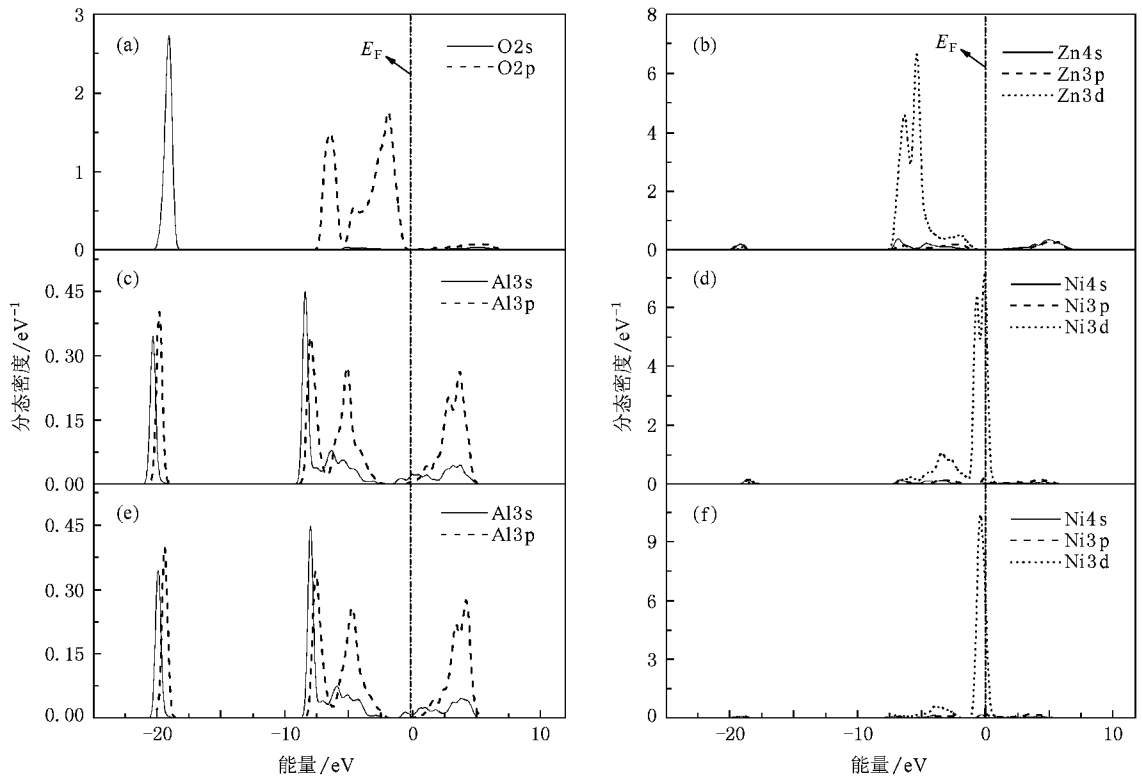 (a)
O2s
O2p
E_F
3
2
1
0
(b)
Zn4s
Zn3p
Zn3d
E_F
8
6
4
2
0
(c)
Al3s
Al3p
0.45
0.30
0.15
0.00
(d)
Ni4s
Ni3p
Ni3d
6
4
2
0
(e)
Al3s
Al3p
0.45
0.30
0.15
0.00
(f)
Ni4s
Ni3p
Ni3d
9
6
3
0
分态密度/eV⁻¹
分态密度/eV⁻¹
-20 -10 0 10
能量/eV
-20 -10 0 10
能量/eV